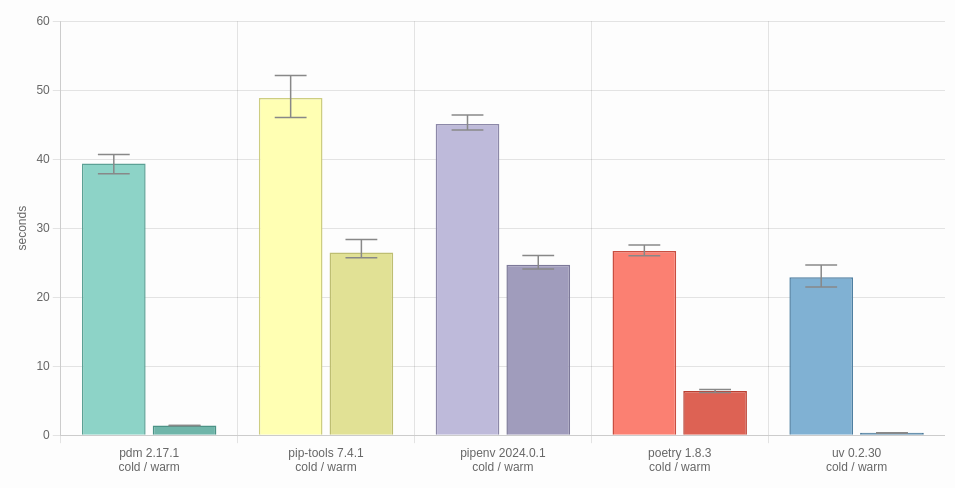 60
50
40
30
20
10
0
seconds
pdm 2.17.1
cold / warm
pip-tools 7.4.1
cold / warm
pipenv 2024.0.1
cold / warm
poetry 1.8.3
cold / warm
uv 0.2.30
cold / warm